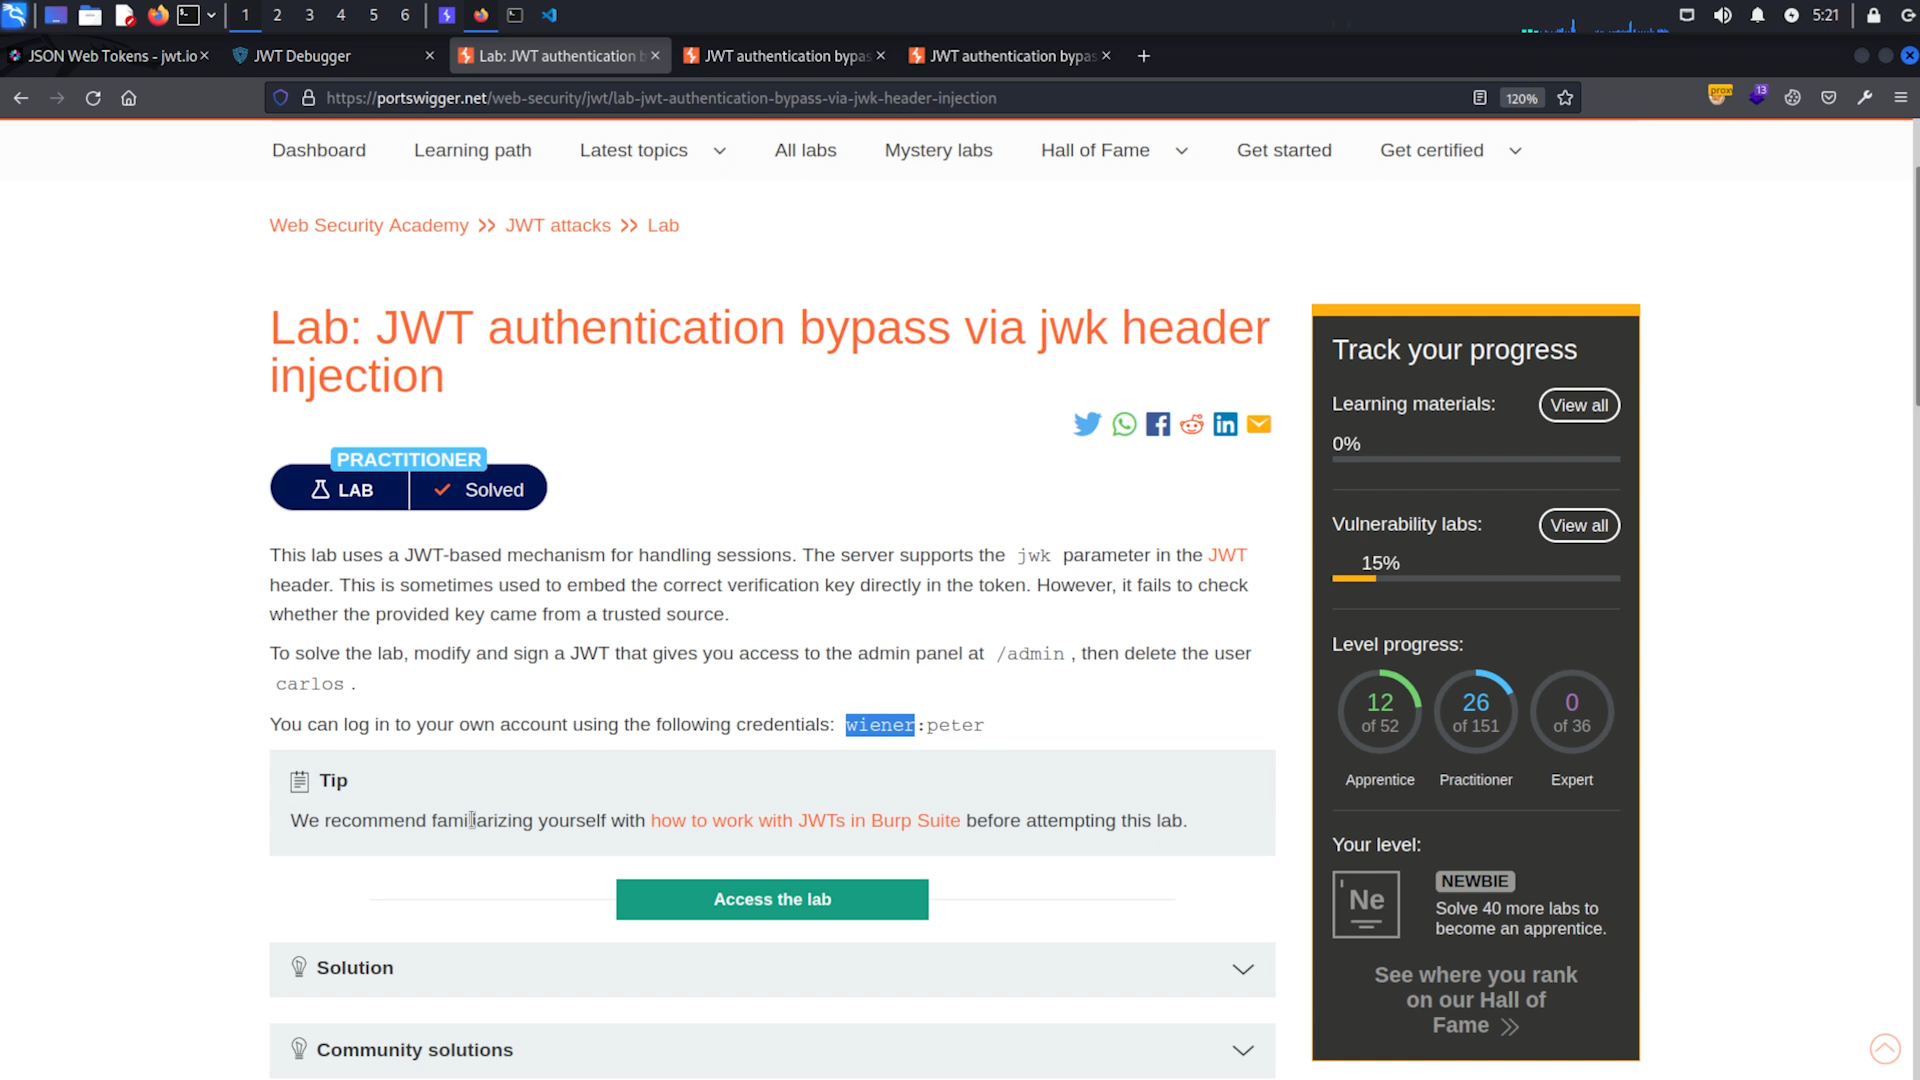 1 2 3 4 5 6 5:21
JSON Web Tokens - jwt.io JWT Debugger Lab: JWT authentication b JWT authentication bypas JWT authentication bypas
https://portswigger.net/web-security/jwt/lab-jwt-authentication-bypass-via-jwk-header-injection 120% proxy 13
Dashboard Learning path Latest topics All labs Mystery labs Hall of Fame Get started Get certified
Web Security Academy >> JWT attacks >> Lab
Lab: JWT authentication bypass via jwk header
injection
PRACTITIONER
LAB Solved
This lab uses a JWT-based mechanism for handling sessions. The server supports the jwk parameter in the JWT
header. This is sometimes used to embed the correct verification key directly in the token. However, it fails to check
whether the provided key came from a trusted source.
To solve the lab, modify and sign a JWT that gives you access to the admin panel at /admin , then delete the user
carlos .
You can log in to your own account using the following credentials: wiener:peter
Tip
We recommend familiarizing yourself with how to work with JWTs in Burp Suite before attempting this lab.
Access the lab
Solution
Community solutions
Track your progress
Learning materials: View all
0%
Vulnerability labs: View all
15%
Level progress:
12 26 0
of 52 of 151 of 36
Apprentice Practitioner Expert
Your level:
Ne NEWBIE
Solve 40 more labs to
become an apprentice.
See where you rank
on our Hall of
Fame >>